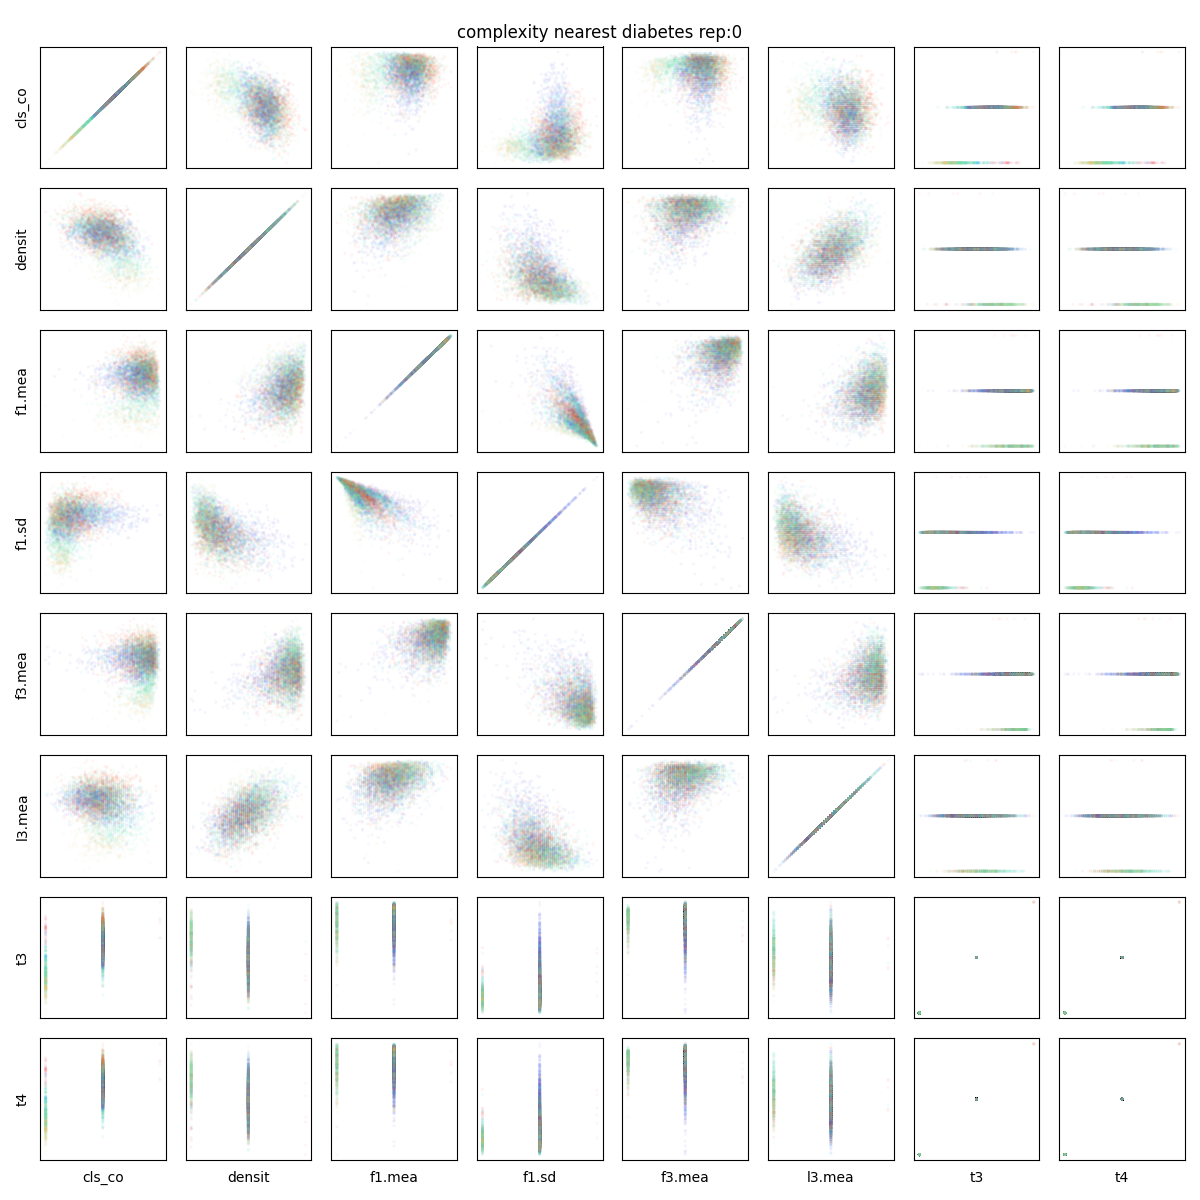 complexity nearest diabetes rep:0
cls_co
densit
f1.mea
f1.sd
f3.mea
l3.mea
t3
t4
cls_co densit f1.mea f1.sd f3.mea l3.mea t3 t4